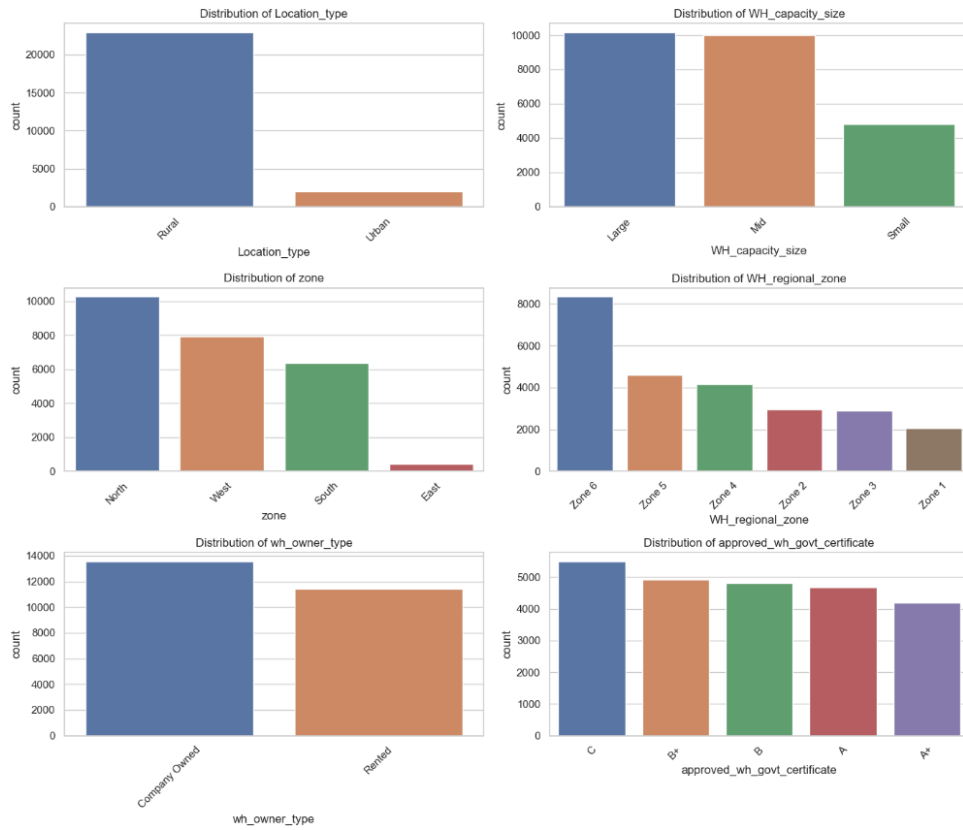 Distribution of Location_type
count
20000
15000
10000
5000
0
Rural
Urban
Location_type
Distribution of WH_capacity_size
count
10000
8000
6000
4000
2000
0
Large
Mid
Small
WH_capacity_size
Distribution of zone
count
10000
8000
6000
4000
2000
0
North
West
South
East
zone
Distribution of WH_regional_zone
count
8000
6000
4000
2000
0
Zone 6
Zone 5
Zone 4
Zone 2
Zone 3
Zone 1
WH_regional_zone
Distribution of wh_owner_type
count
14000
12000
10000
8000
6000
4000
2000
0
Company Owned
Rented
wh_owner_type
Distribution of approved_wh_govt_certificate
count
5000
4000
3000
2000
1000
0
C
B+
B
A
A+
approved_wh_govt_certificate